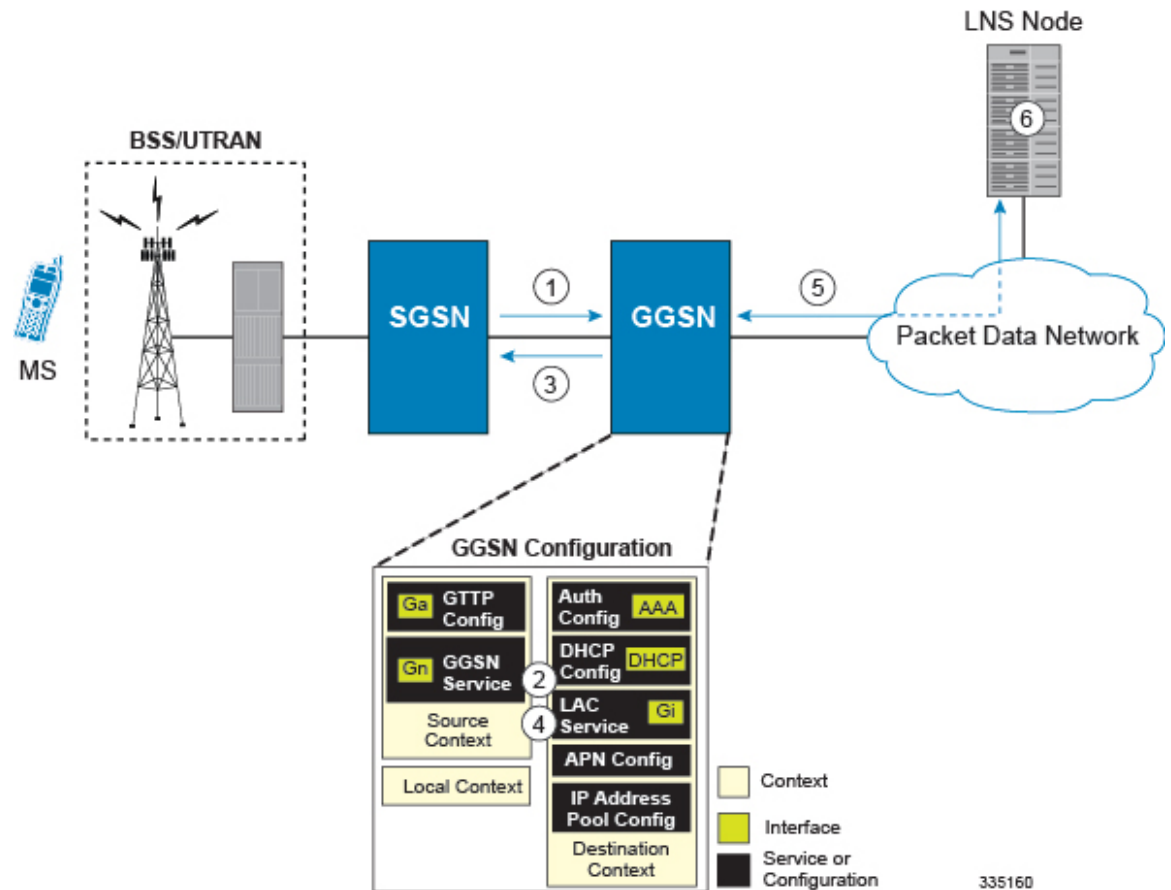 LNS Node
6
BSS/UTRAN
MS
SGSN
1
3
GGSN
5
Packet Data Network
GGSN Configuration
Ga
GTTP
Config
Gn
GGSN
Service
Source
Context
Local Context
2
4
Auth
Config
AAA
DHCP
Config
DHCP
LAC
Service
Gi
APN Config
IP Address
Pool Config
Destination
Context
Context
Interface
Service or
Configuration
335160